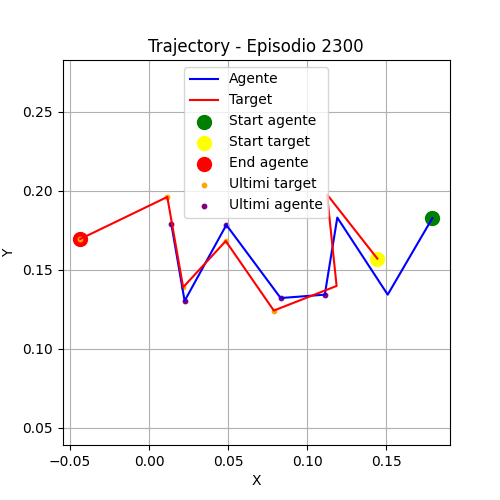 Trajectory - Episodio 2300
Agente
Target
Start agente
Start target
End agente
Ultimi target
Ultimi agente
0.25
0.20
0.15
0.10
0.05
Y
−0.05 0.00 0.05 0.10 0.15
X